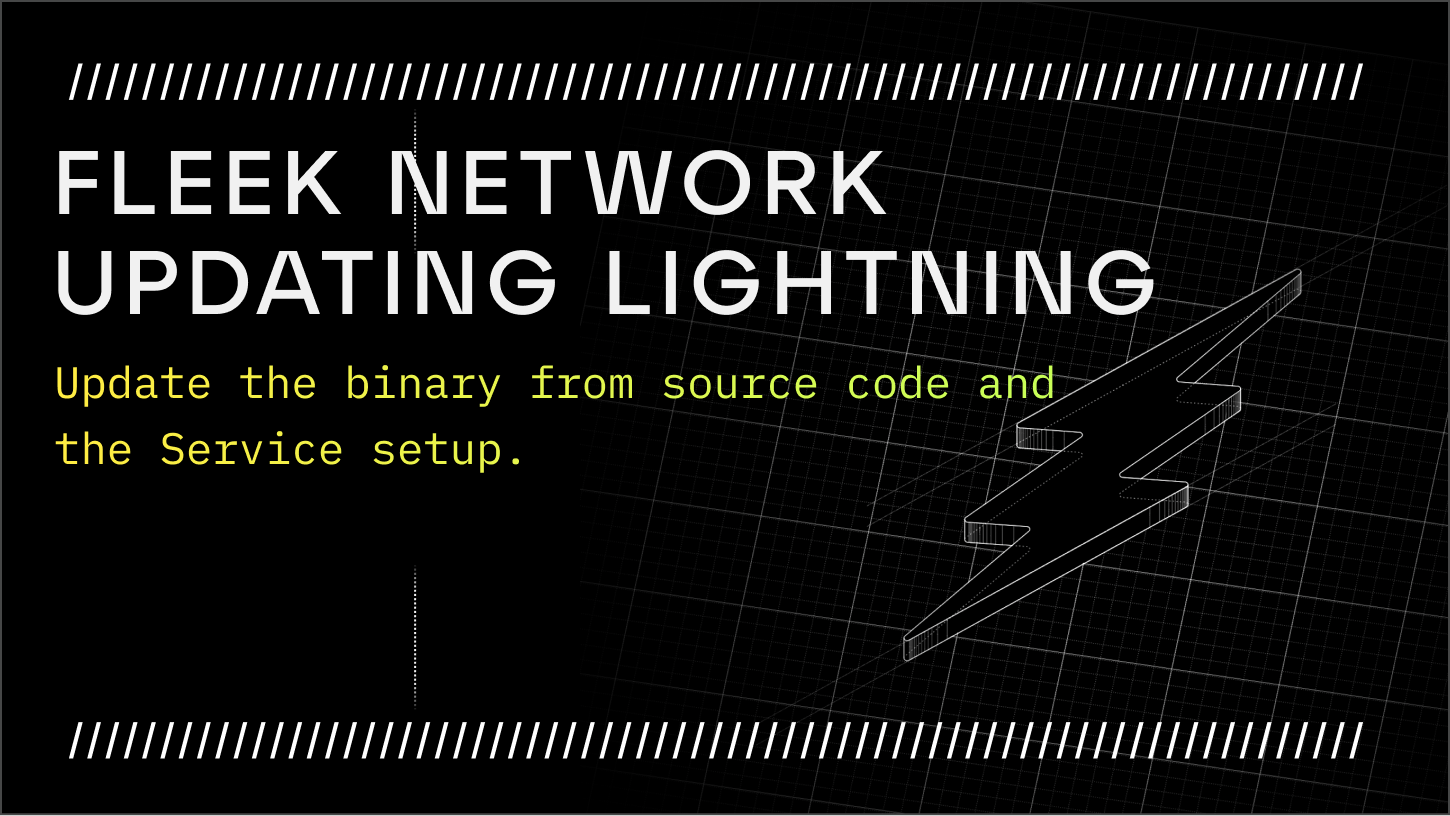 FLEEK NETWORK
UPDATING LIGHTNING
Update the binary from source code and
the Service setup.